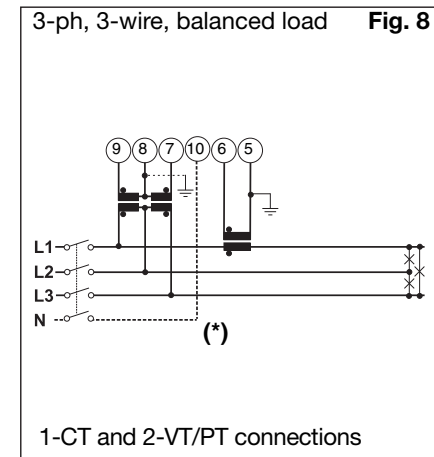 3-ph, 3-wire, balanced load Fig. 8
9 8 7 10 6 5
L1
L2
L3
N
(*)
1-CT and 2-VT/PT connections